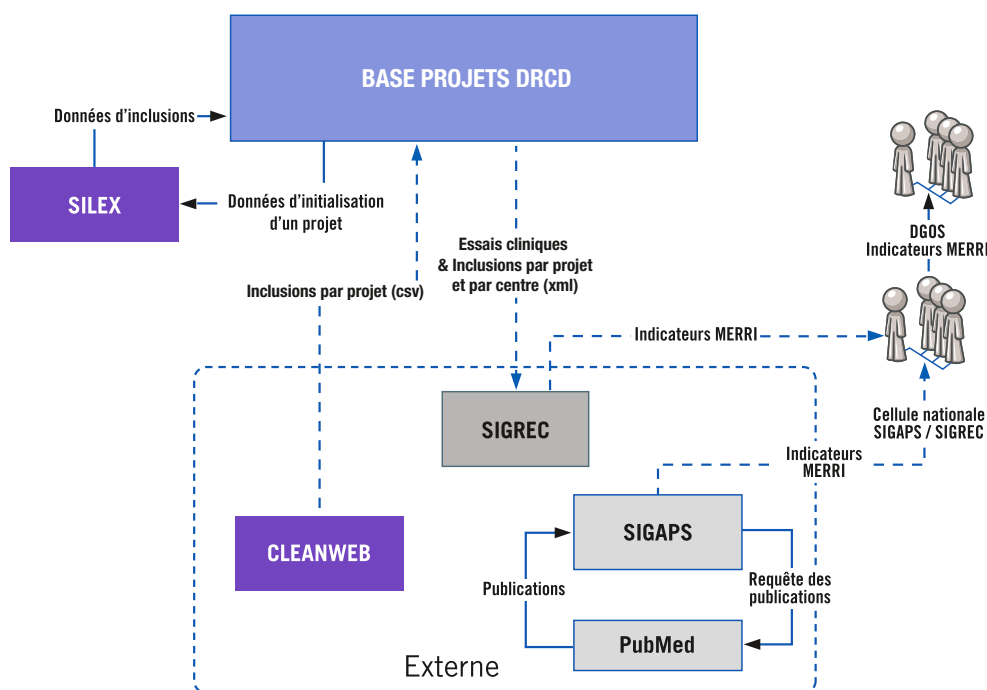 BASE PROJETS DRCD
Données d'inclusions
SILEX
Données d'initialisation
d'un projet
Essais cliniques
& Inclusions par projet
et par centre (xml)
Inclusions par projet (csv)
DGOS
Indicateurs MERRI
Indicateurs MERRI
Cellule nationale
SIGAPS / SIGREC
SIGREC
Indicateurs
MERRI
CLEANWEB
SIGAPS
Publications
Requête des
publications
PubMed
Externe